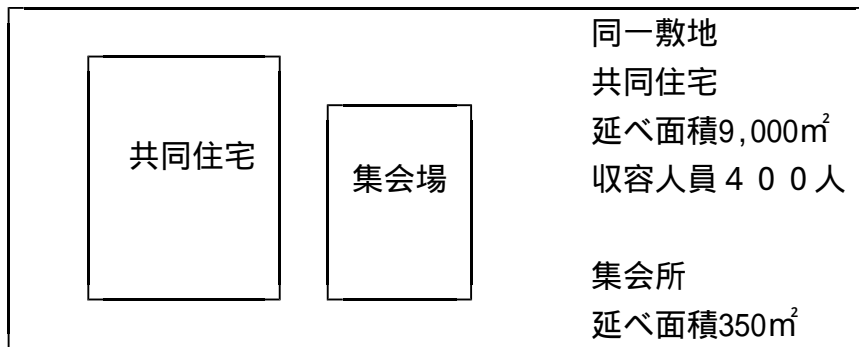 共同住宅
集会場
同一敷地
共同住宅
延べ面積9,000㎡
収容人員４００人
集会所
延べ面積350㎡